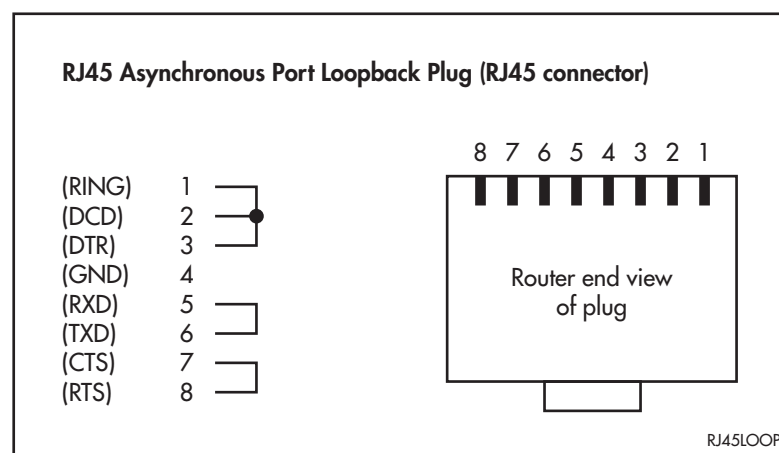 RJ45 Asynchronous Port Loopback Plug (RJ45 connector)
(RING) 1
(DCD) 2
(DTR) 3
(GND) 4
(RXD) 5
(TXD) 6
(CTS) 7
(RTS) 8
8 7 6 5 4 3 2 1
Router end view
of plug
RJ45LOOP